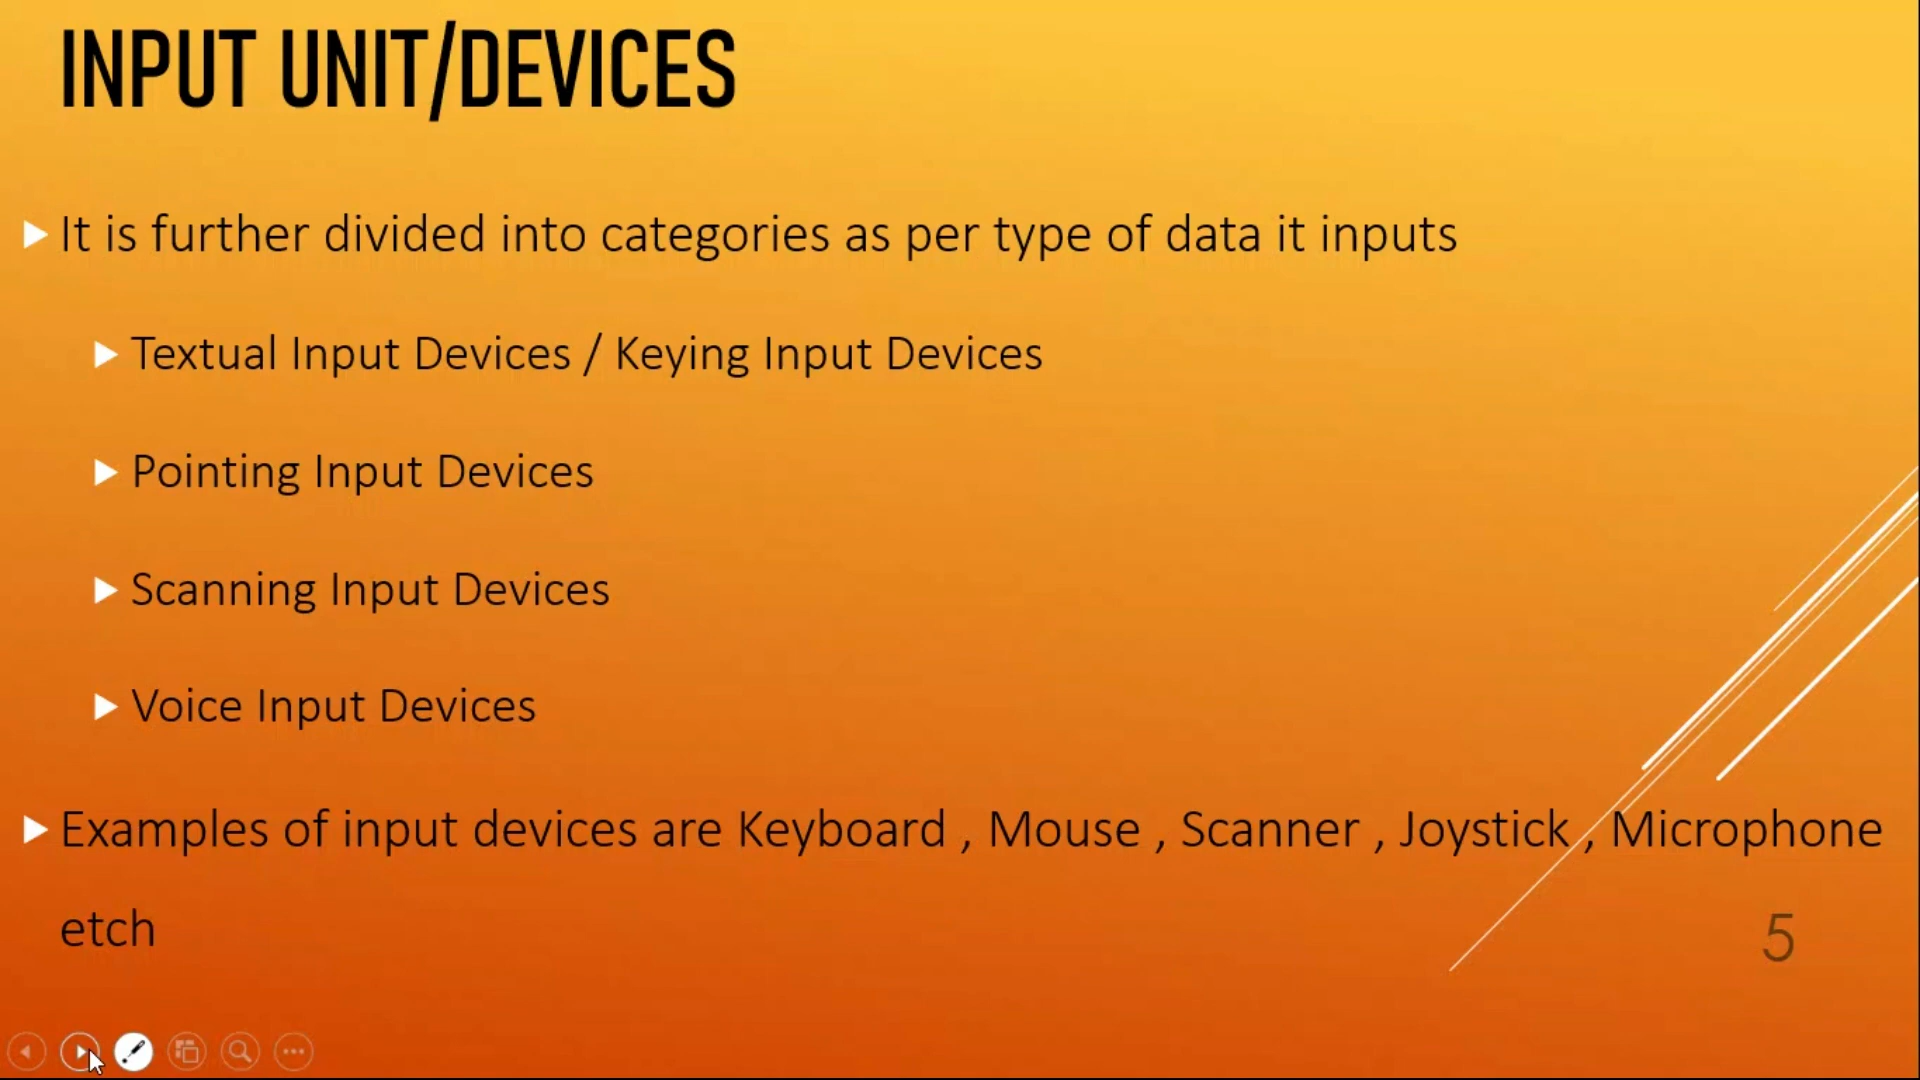 INPUT UNIT/DEVICES
It is further divided into categories as per type of data it inputs
Textual Input Devices / Keying Input Devices
Pointing Input Devices
Scanning Input Devices
Voice Input Devices
Examples of input devices are Keyboard , Mouse , Scanner , Joystick , Microphone
etch
5